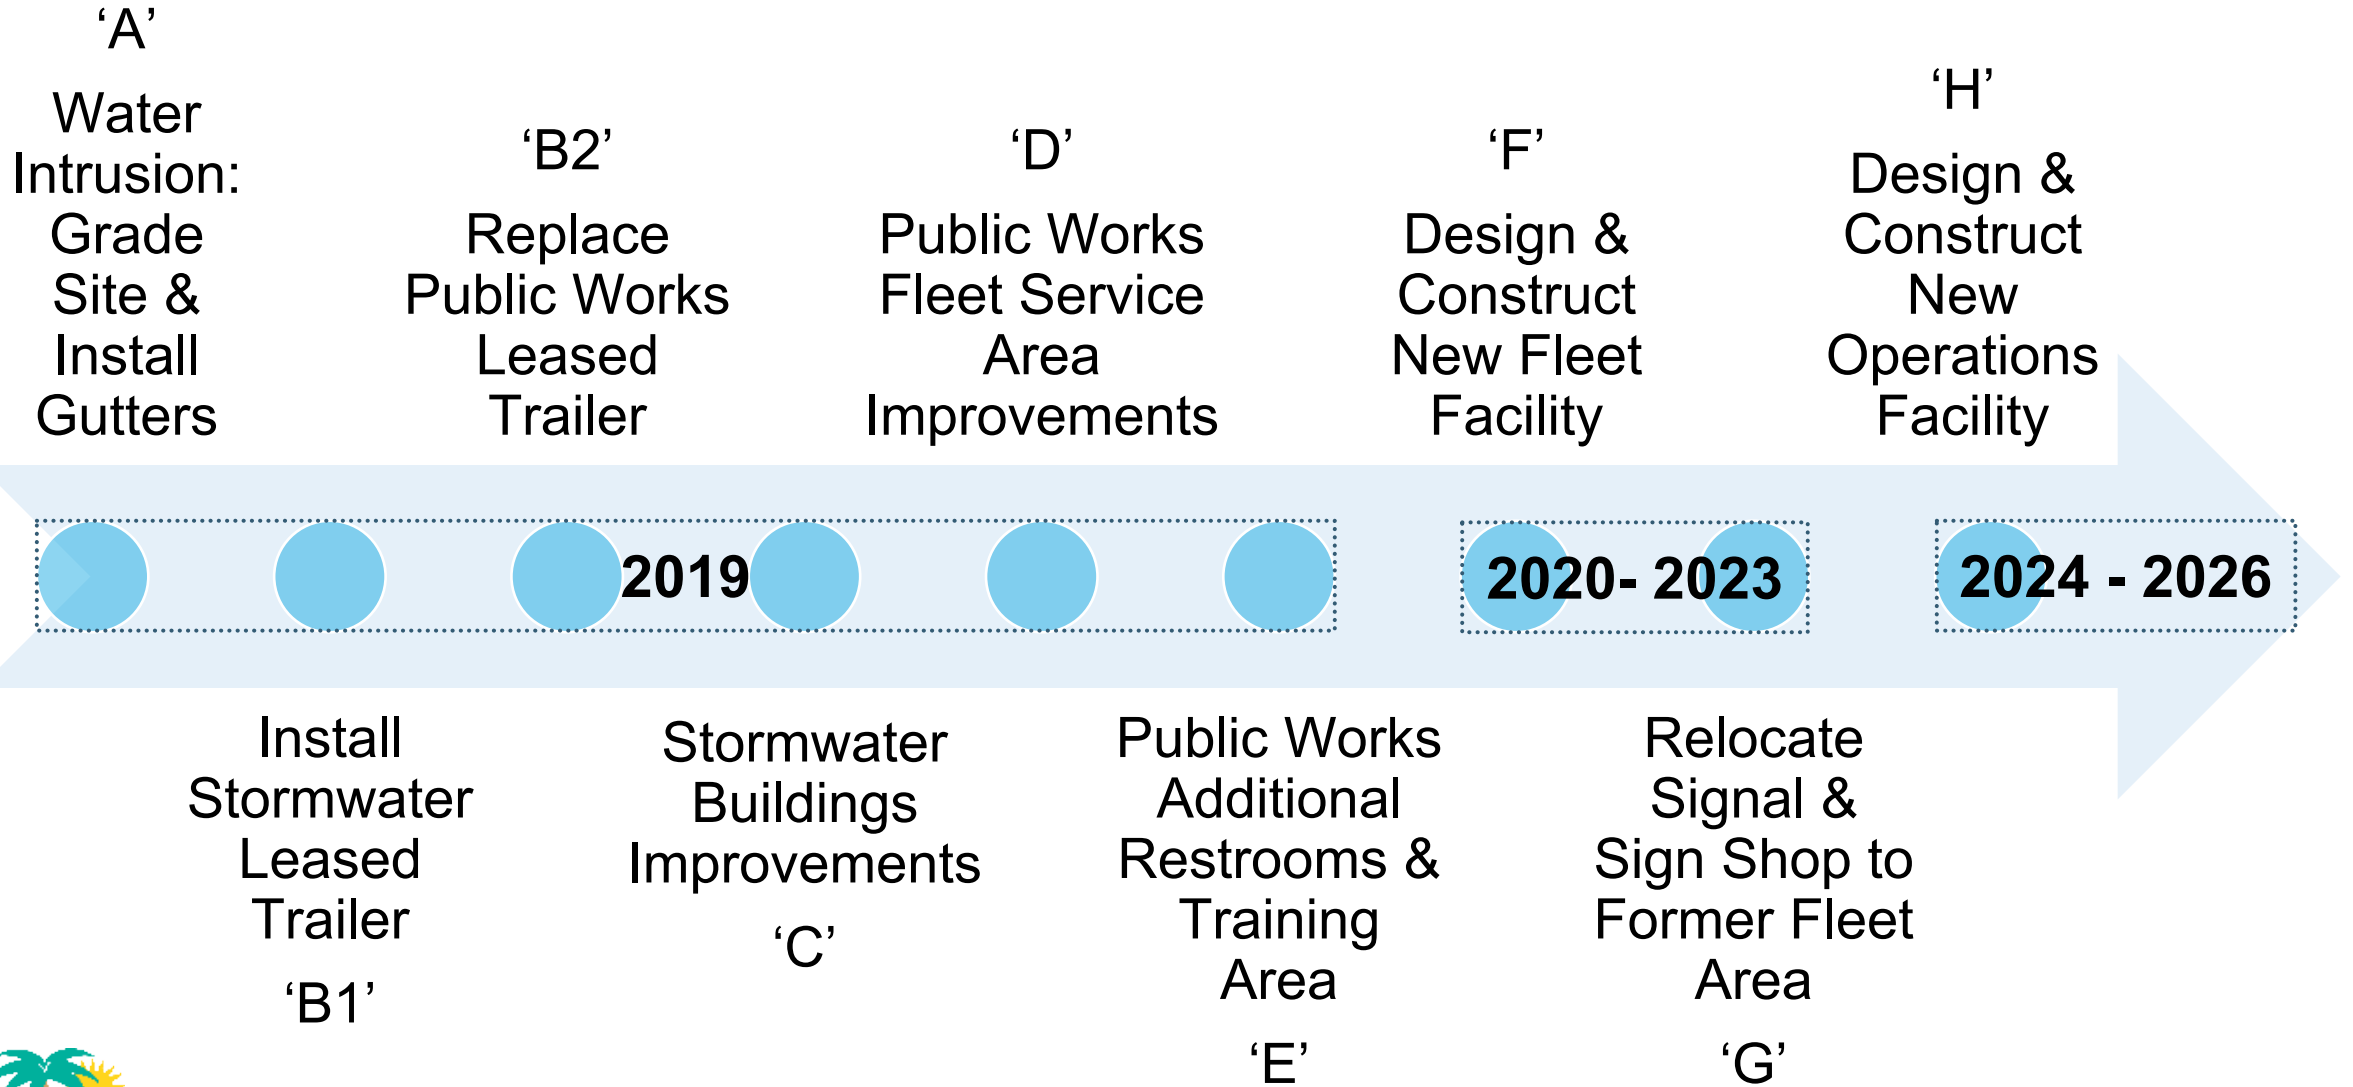 ‘A’
Water
Intrusion:
Grade
Site &
Install
Gutters
‘B2’
Replace
Public Works
Leased
Trailer
‘D’
Public Works
Fleet Service
Area
Improvements
‘F’
Design &
Construct
New Fleet
Facility
‘H’
Design &
Construct
New
Operations
Facility
2019
2020- 2023
2024 - 2026
Install
Stormwater
Leased
Trailer
‘B1’
Stormwater
Buildings
Improvements
‘C’
Public Works
Additional
Restrooms &
Training
Area
‘E’
Relocate
Signal &
Sign Shop to
Former Fleet
Area
‘G’